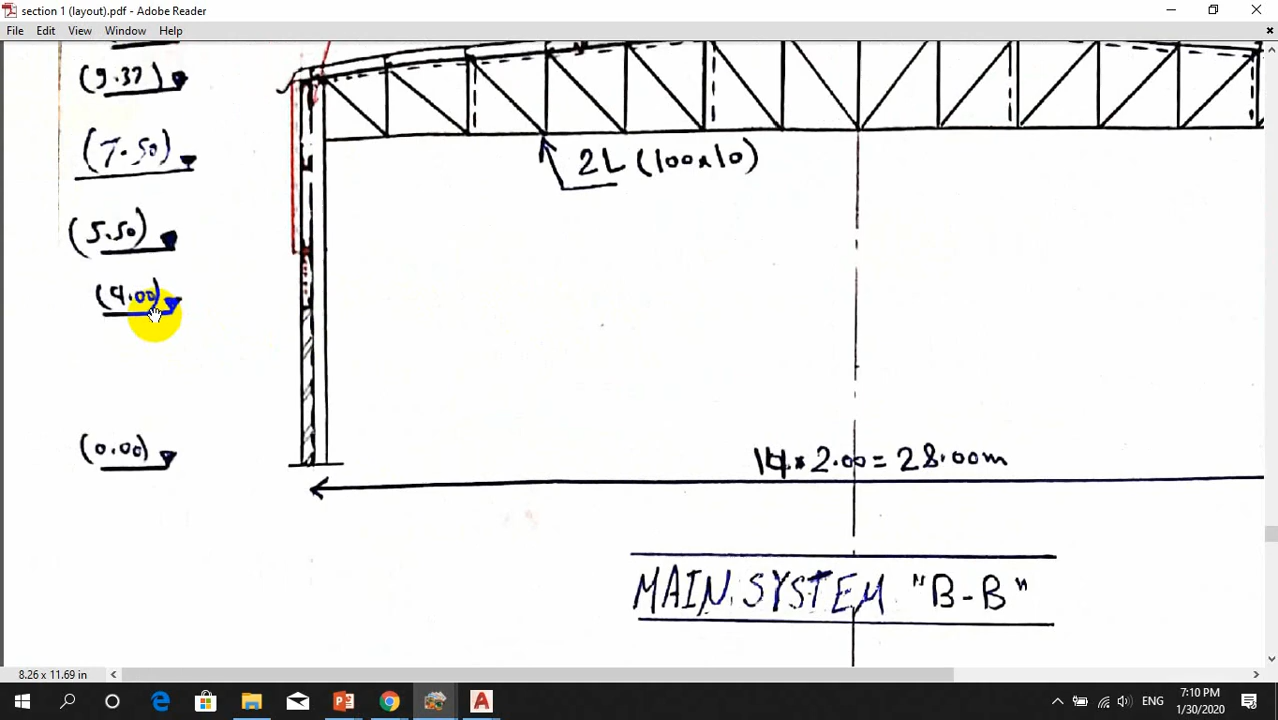 section 1 (layout).pdf - Adobe Reader
File Edit View Window Help
(9.37)
(7.50)
2L (100x10)
(5.50)
(4.00)
(0.00)
14 * 2.00 = 28.00m
MAIN SYSTEM "B-B"
8.26 x 11.69 in
ENG
7:10 PM
1/30/2020